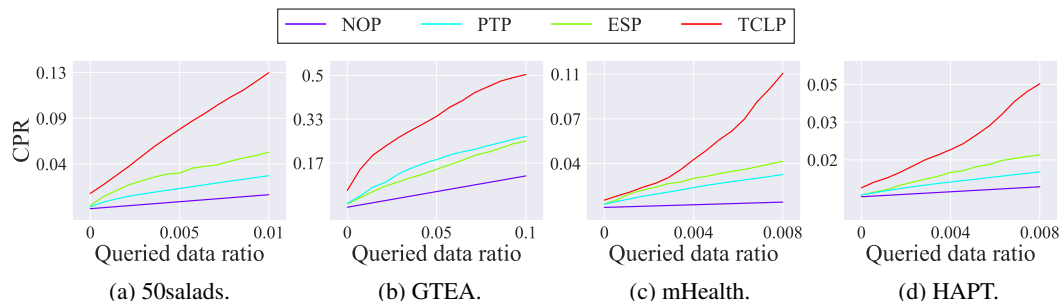 NOP PTP ESP TCLP
CPR
0.13
0.09
0.04
0 0.005 0.01
Queried data ratio
(a) 50salads.
0.5
0.33
0.17
0 0.05 0.1
Queried data ratio
(b) GTEA.
0.11
0.07
0.04
0 0.004 0.008
Queried data ratio
(c) mHealth.
0.05
0.03
0.02
0 0.004 0.008
Queried data ratio
(d) HAPT.